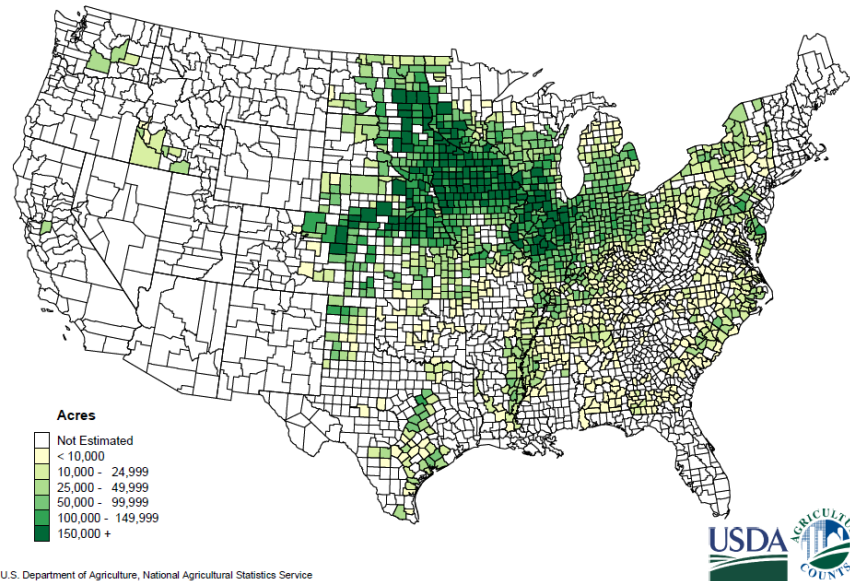 Acres
Not Estimated
< 10,000
10,000 - 24,999
25,000 - 49,999
50,000 - 99,999
100,000 - 149,999
150,000 +
USDA
AGRICULTU
COUNTS
U.S. Department of Agriculture, National Agricultural Statistics Service